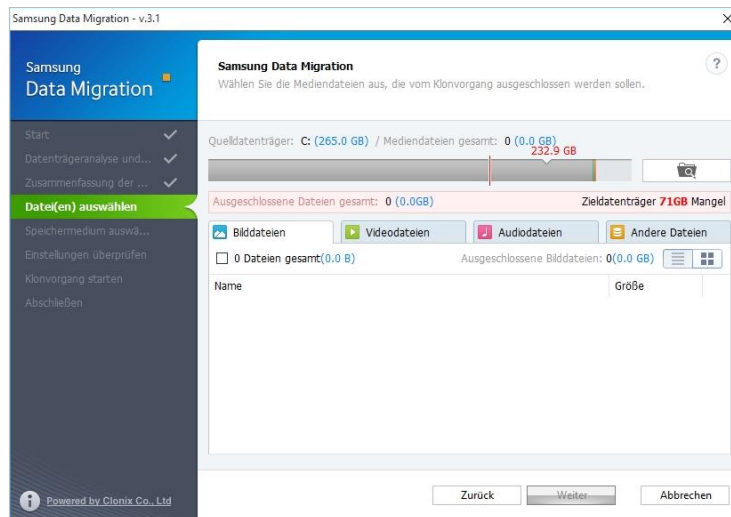 Samsung Data Migration - v.3.1
Samsung
Data Migration
Start
Datenträgeranalyse und...
Zusammenfassung der ...
Datei(en) auswählen
Speichermedium auswä...
Einstellungen überprüfen
Klonvorgang starten
Abschließen
Powered by Clonix Co., Ltd
Samsung Data Migration
Wählen Sie die Mediendateien aus, die vom Klonvorgang ausgeschlossen werden sollen.
?
Quelldatenträger: C: (265.0 GB) / Mediendateien gesamt: 0 (0.0 GB)
232.9 GB
Ausgeschlossene Dateien gesamt: 0 (0.0GB) Zieldatenträger 71GB Mangel
Bilddateien Videodateien Audiodateien Andere Dateien
0 Dateien gesamt(0.0 B) Ausgeschlossene Bilddateien: 0(0.0 GB)
Name Größe
Zurück Weiter Abbrechen